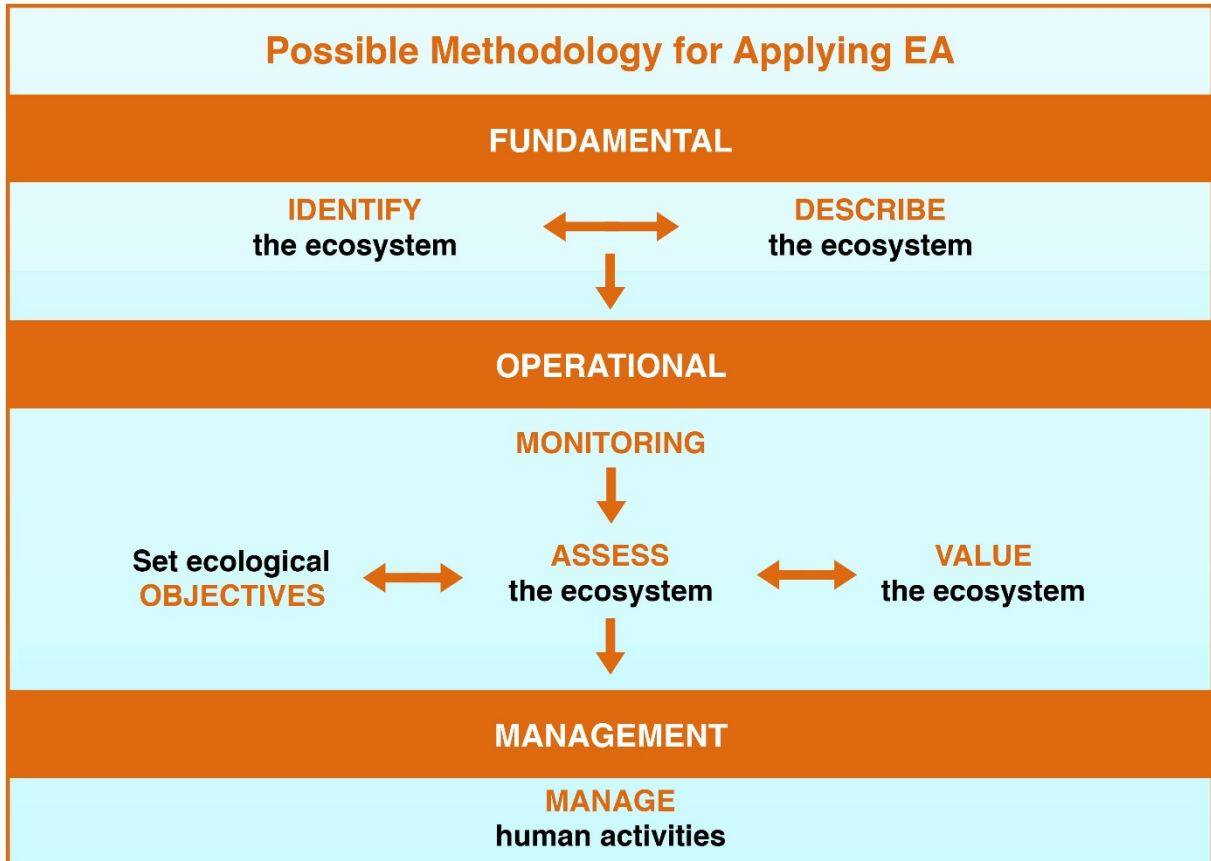 Possible Methodology for Applying EA
FUNDAMENTAL
IDENTIFY
the ecosystem
DESCRIBE
the ecosystem
OPERATIONAL
MONITORING
Set ecological
OBJECTIVES
ASSESS
the ecosystem
VALUE
the ecosystem
MANAGEMENT
MANAGE
human activities